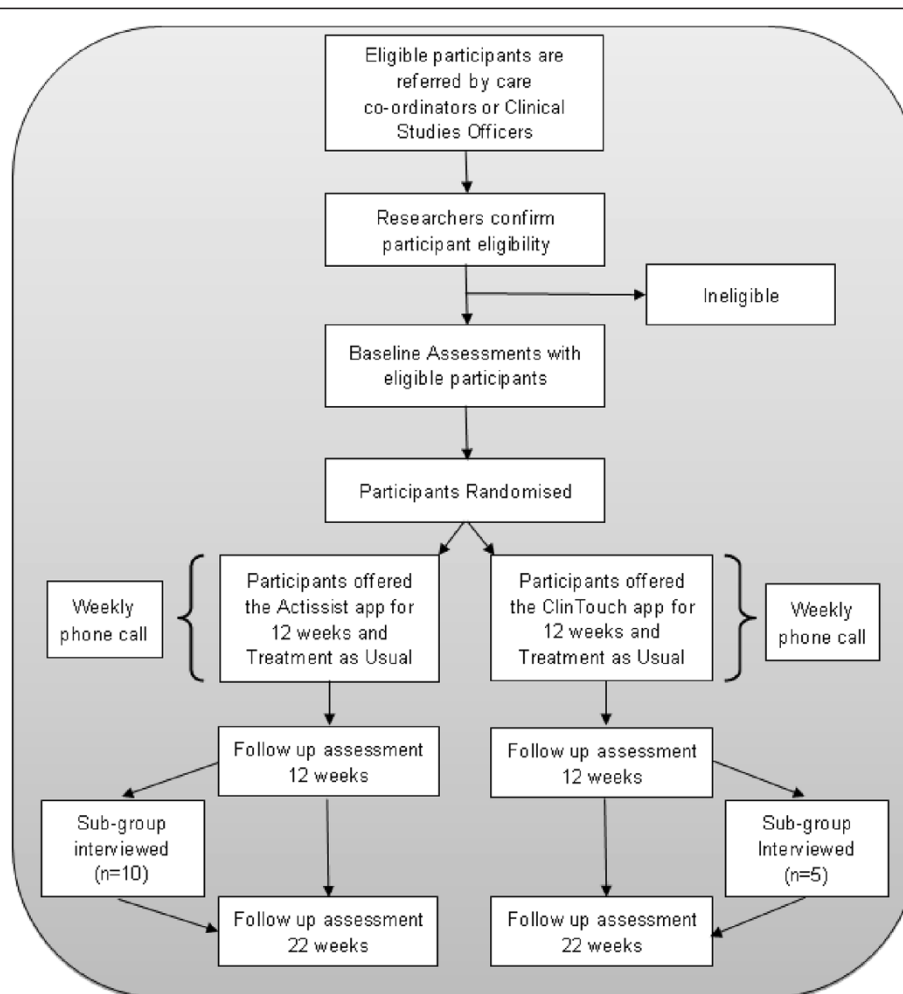 Eligible participants are
referred by care
co-ordinators or Clinical
Studies Officers
Researchers confirm
participant eligibility
Ineligible
Baseline Assessments with
eligible participants
Participants Randomised
Weekly
phone call
Participants offered
the Actissist app for
12 weeks and
Treatment as Usual
Participants offered
the ClinTouch app for
12 weeks and
Treatment as Usual
Weekly
phone call
Follow up assessment
12 weeks
Follow up assessment
12 weeks
Sub-group
interviewed
(n=10)
Sub-group
Interviewed
(n=5)
Follow up assessment
22 weeks
Follow up assessment
22 weeks